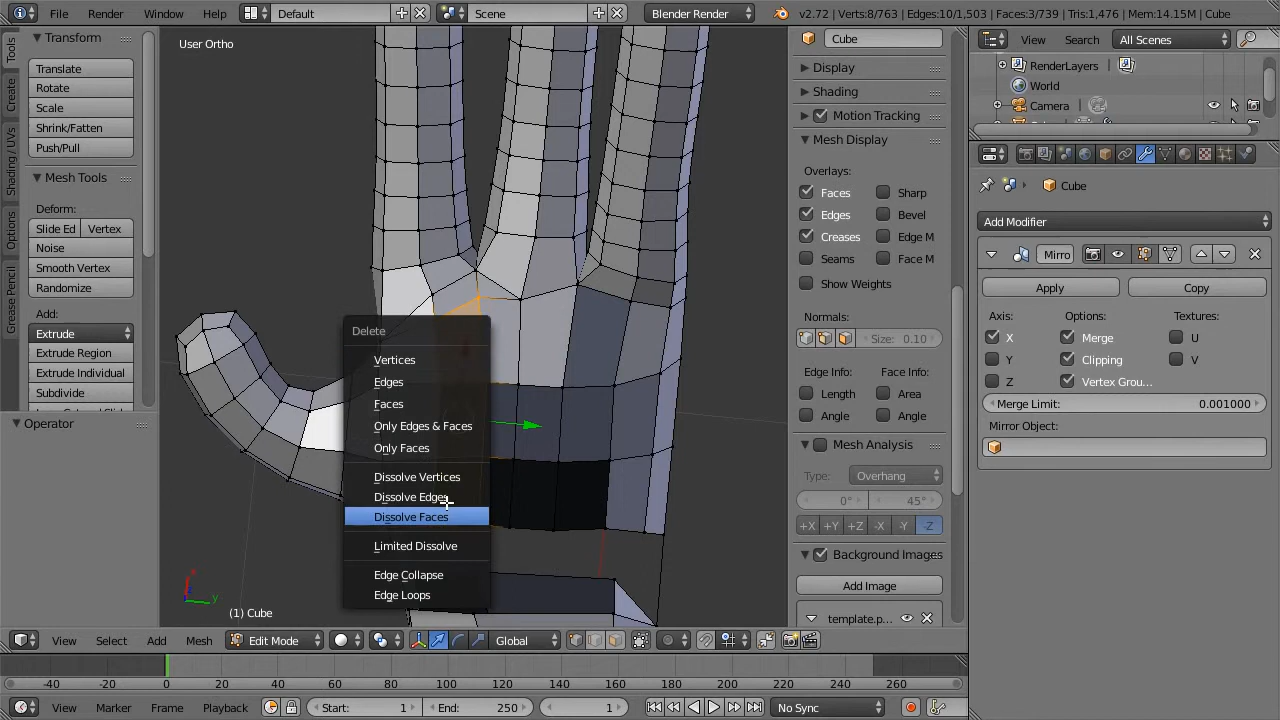 File Render Window Help Default Scene Blender Render v2.72 | Verts:8/763 | Edges:10/1,503 | Faces:3/739 | Tris:1,476 | Mem:14.15M | Cube
Tools
Create
Shading / UVs
Options
Grease Pencil
Transform
Translate
Rotate
Scale
Shrink/Fatten
Push/Pull
Mesh Tools
Deform:
Slide Ed Vertex
Noise
Smooth Vertex
Randomize
Add:
Extrude
Extrude Region
Extrude Individual
Subdivide
Operator
User Ortho
Delete
Vertices
Edges
Faces
Only Edges & Faces
Only Faces
Dissolve Vertices
Dissolve Edges
Dissolve Faces
Limited Dissolve
Edge Collapse
Edge Loops
(1) Cube
View Select Add Mesh Edit Mode Global
Cube
Display
Shading
Motion Tracking
Mesh Display
Overlays:
Faces Sharp
Edges Bevel
Creases Edge M
Seams Face M
Show Weights
Normals:
Size: 0.10
Edge Info: Face Info:
Length Area
Angle Angle
Mesh Analysis
Type: Overhang
0° 45°
+X +Y +Z -X -Y -Z
Background Images
Add Image
template.p...
View Search All Scenes
RenderLayers
World
Camera
Cube
Add Modifier
Mirro
Apply Copy
Axis: Options: Textures:
X Merge U
Y Clipping V
Z Vertex Grou...
Merge Limit: 0.001000
Mirror Object:
-40 -20 0 20 40 60 80 100 120 140 160 180 200 220 240 260
View Marker Frame Playback Start: 1 End: 250 1 No Sync